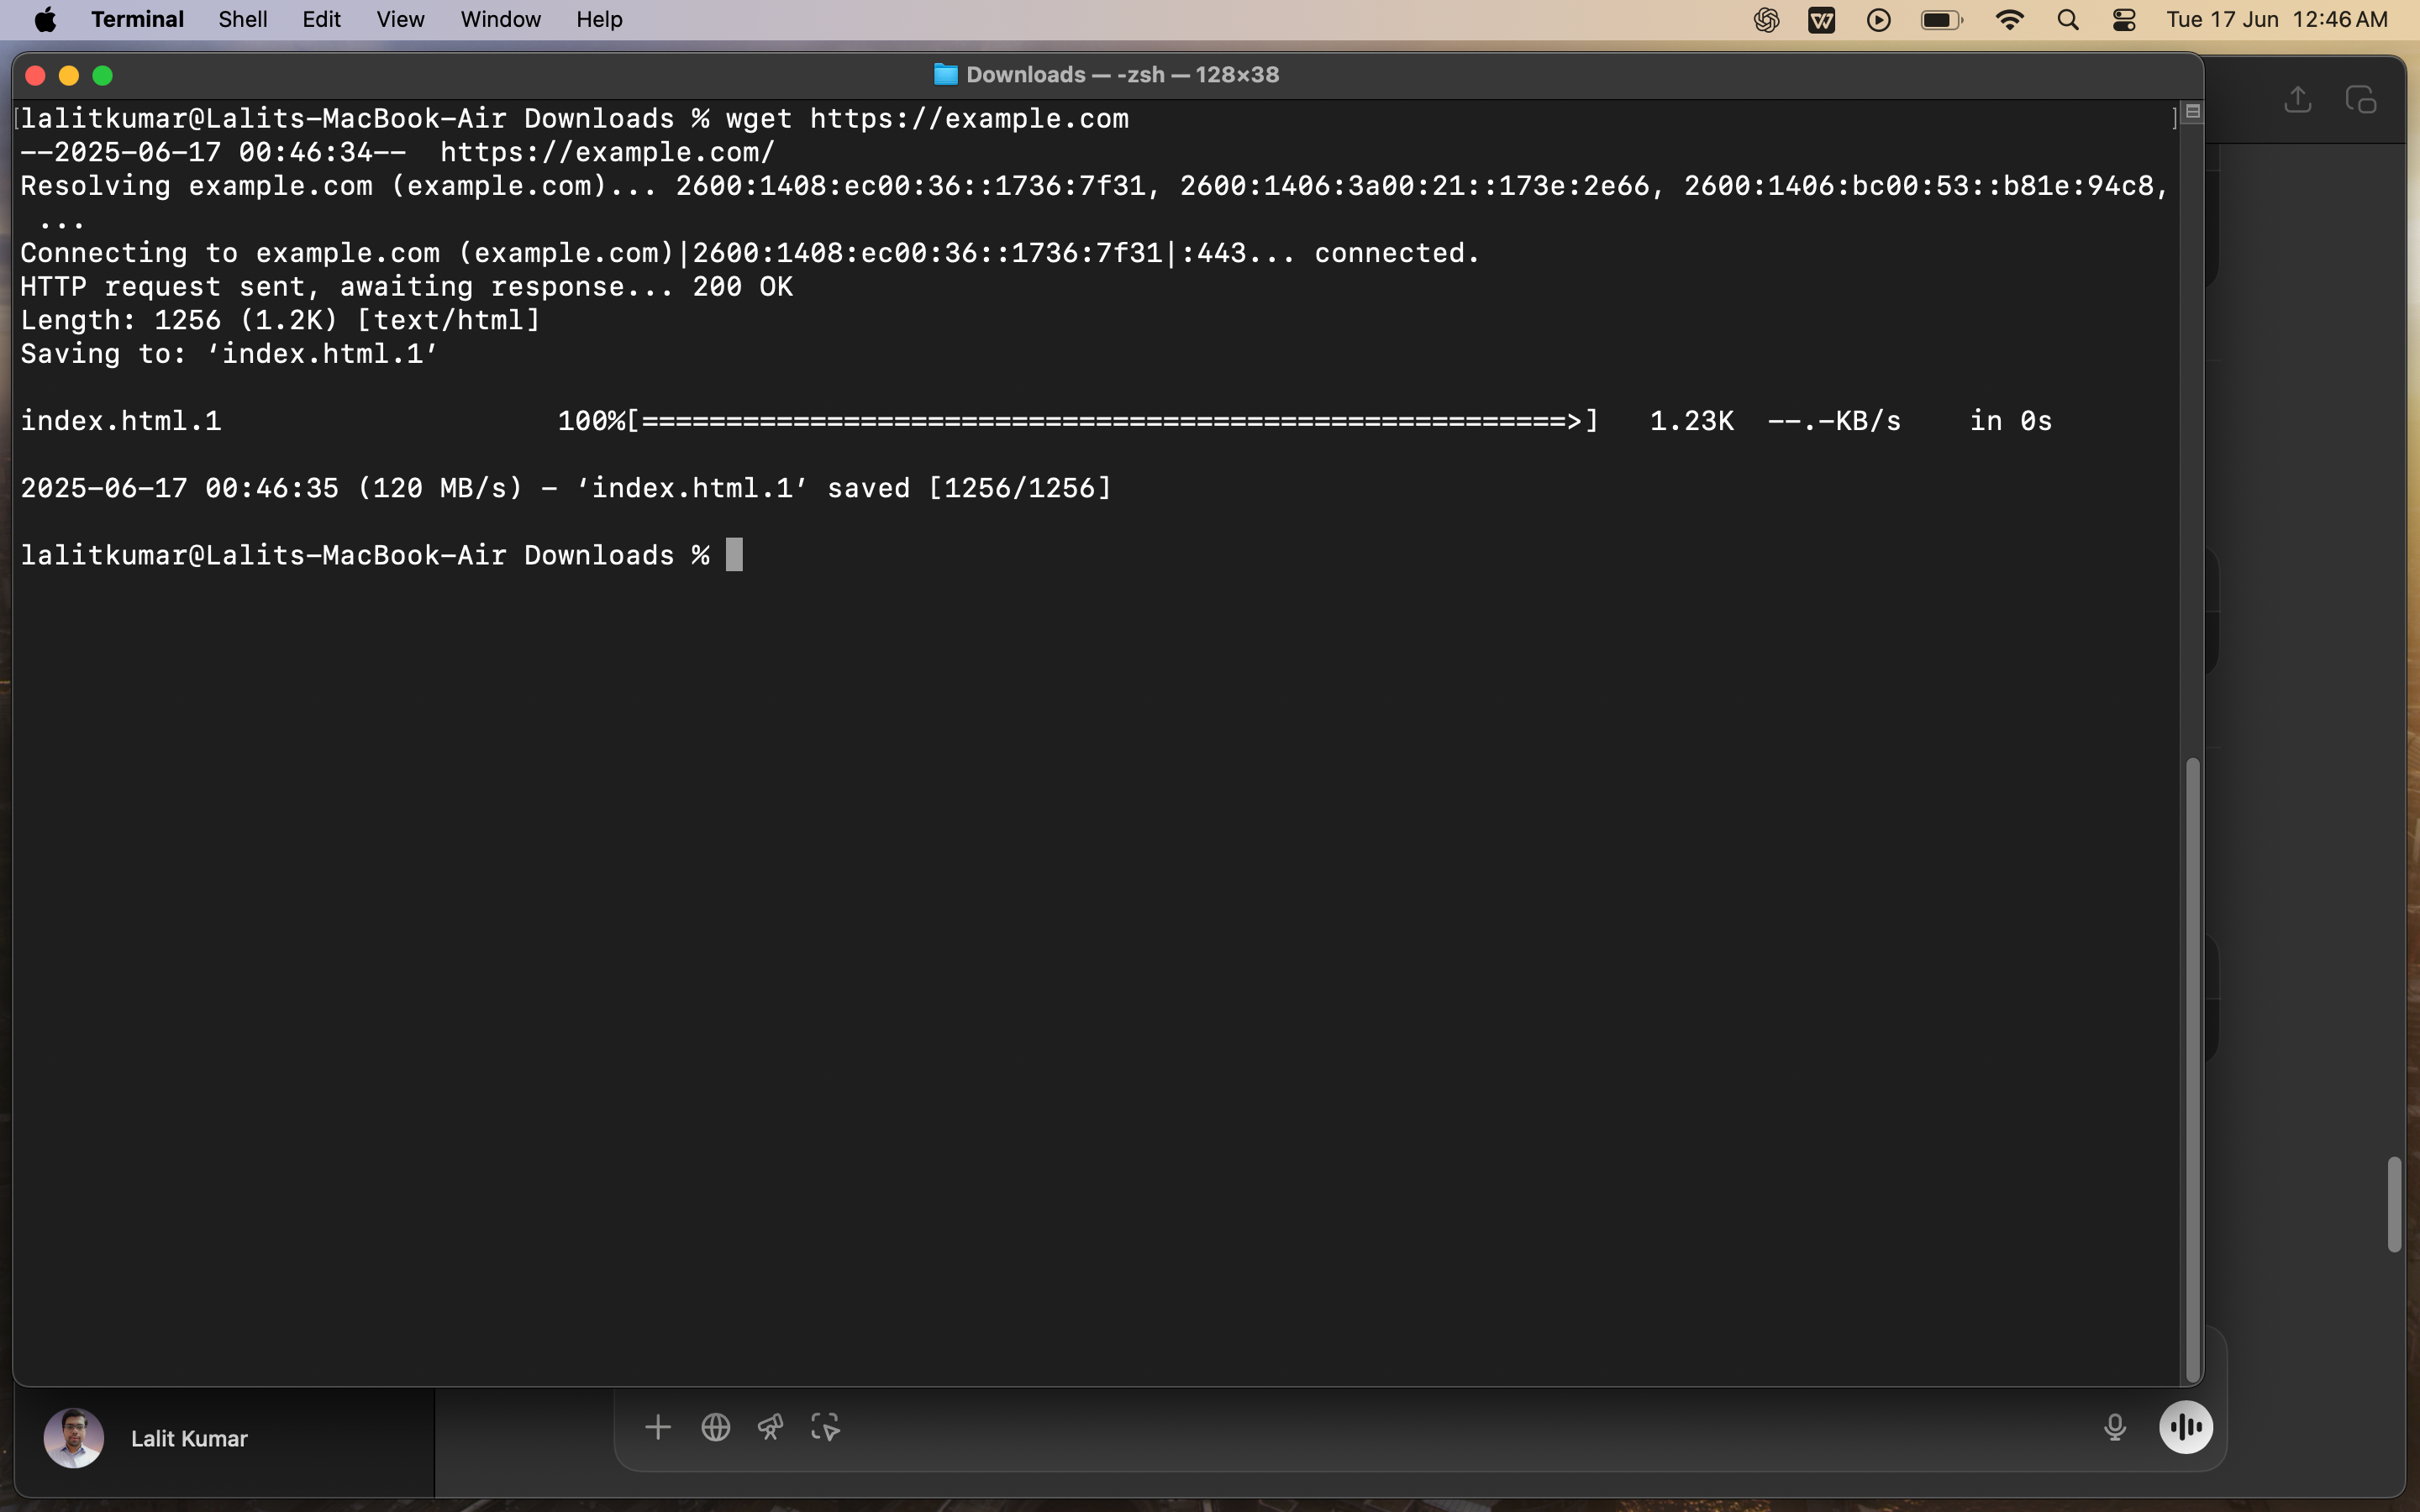 Terminal Shell Edit View Window Help Tue 17 Jun 12:46 AM
Downloads — -zsh — 128×38
lalitkumar@Lalits-MacBook-Air Downloads % wget https://example.com
--2025-06-17 00:46:34--  https://example.com/
Resolving example.com (example.com)... 2600:1408:ec00:36::1736:7f31, 2600:1406:3a00:21::173e:2e66, 2600:1406:bc00:53::b81e:94c8,
 ...
Connecting to example.com (example.com)|2600:1408:ec00:36::1736:7f31|:443... connected.
HTTP request sent, awaiting response... 200 OK
Length: 1256 (1.2K) [text/html]
Saving to: ‘index.html.1’
index.html.1                    100%[=======================================================>]   1.23K  --.-KB/s    in 0s
2025-06-17 00:46:35 (120 MB/s) - ‘index.html.1’ saved [1256/1256]
lalitkumar@Lalits-MacBook-Air Downloads %
Lalit Kumar